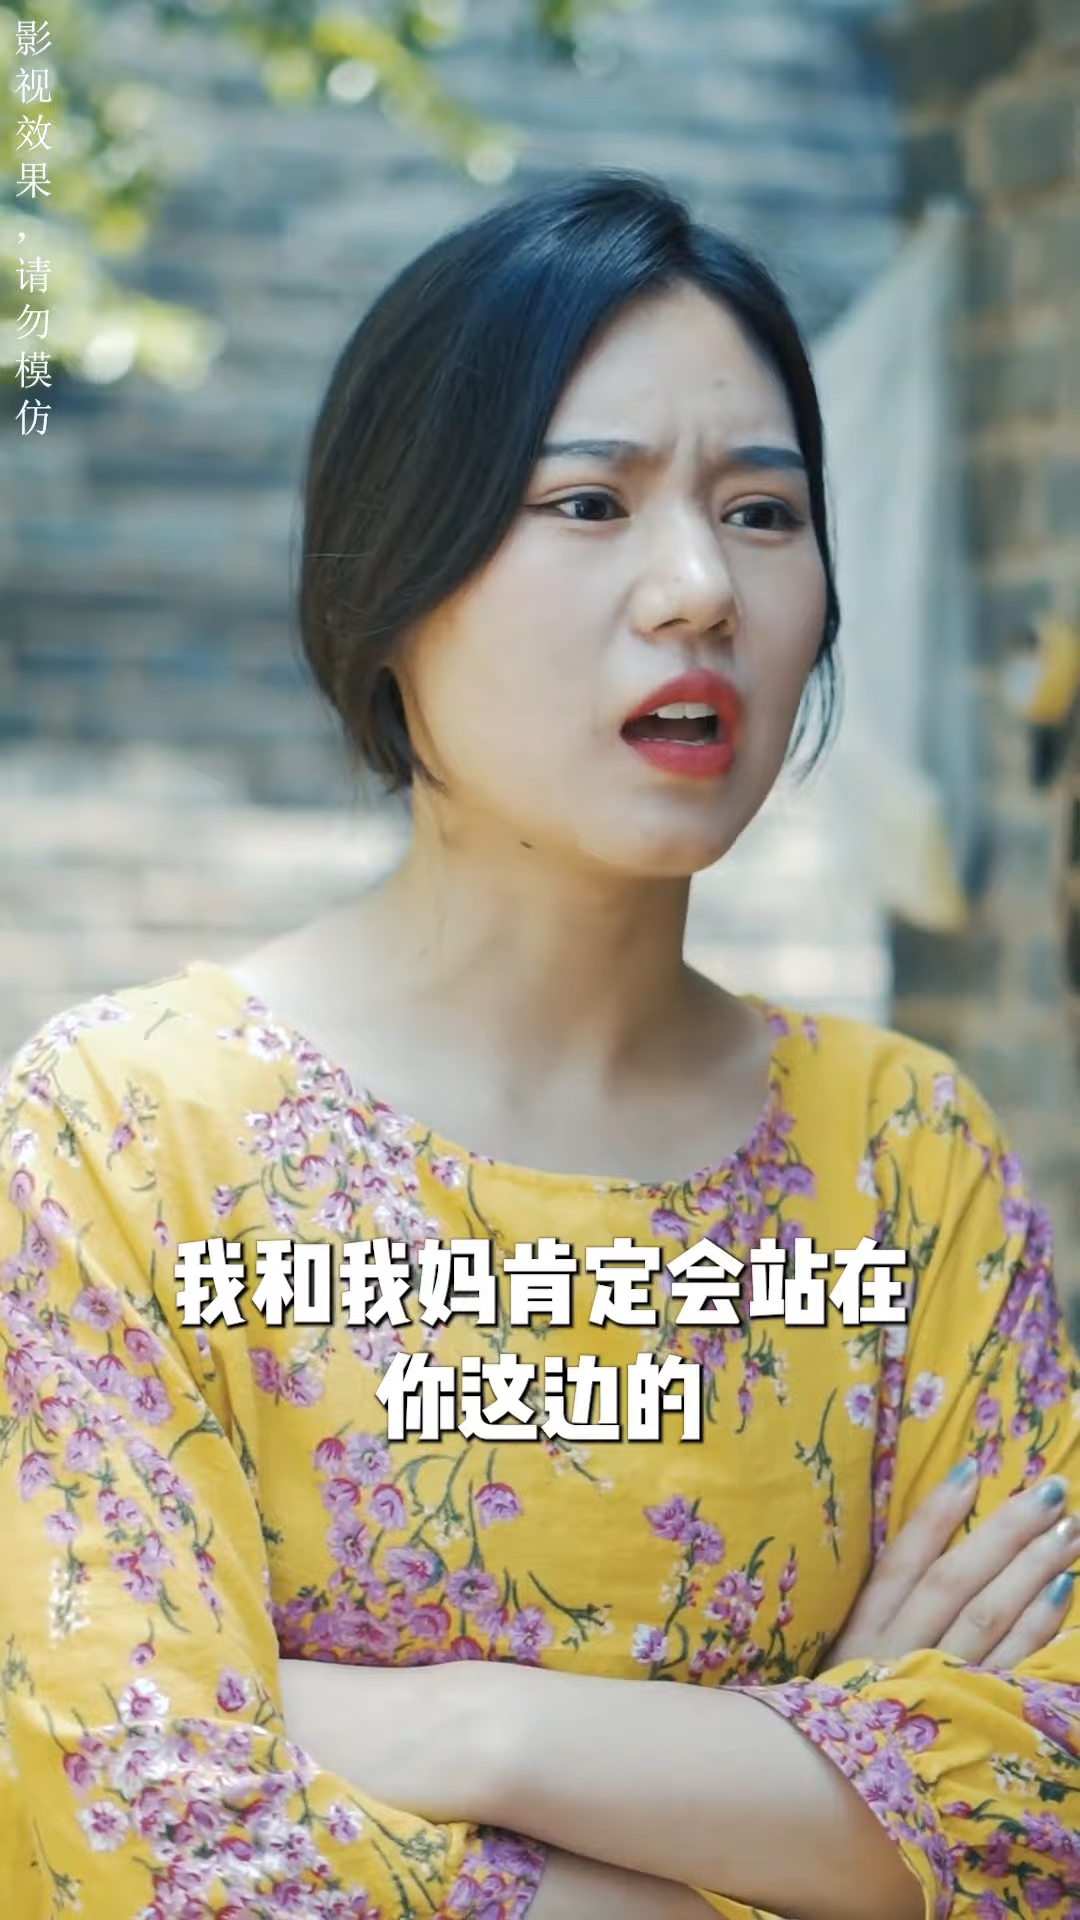 影视效果，请勿模仿
我和我妈肯定会站在
你这边的